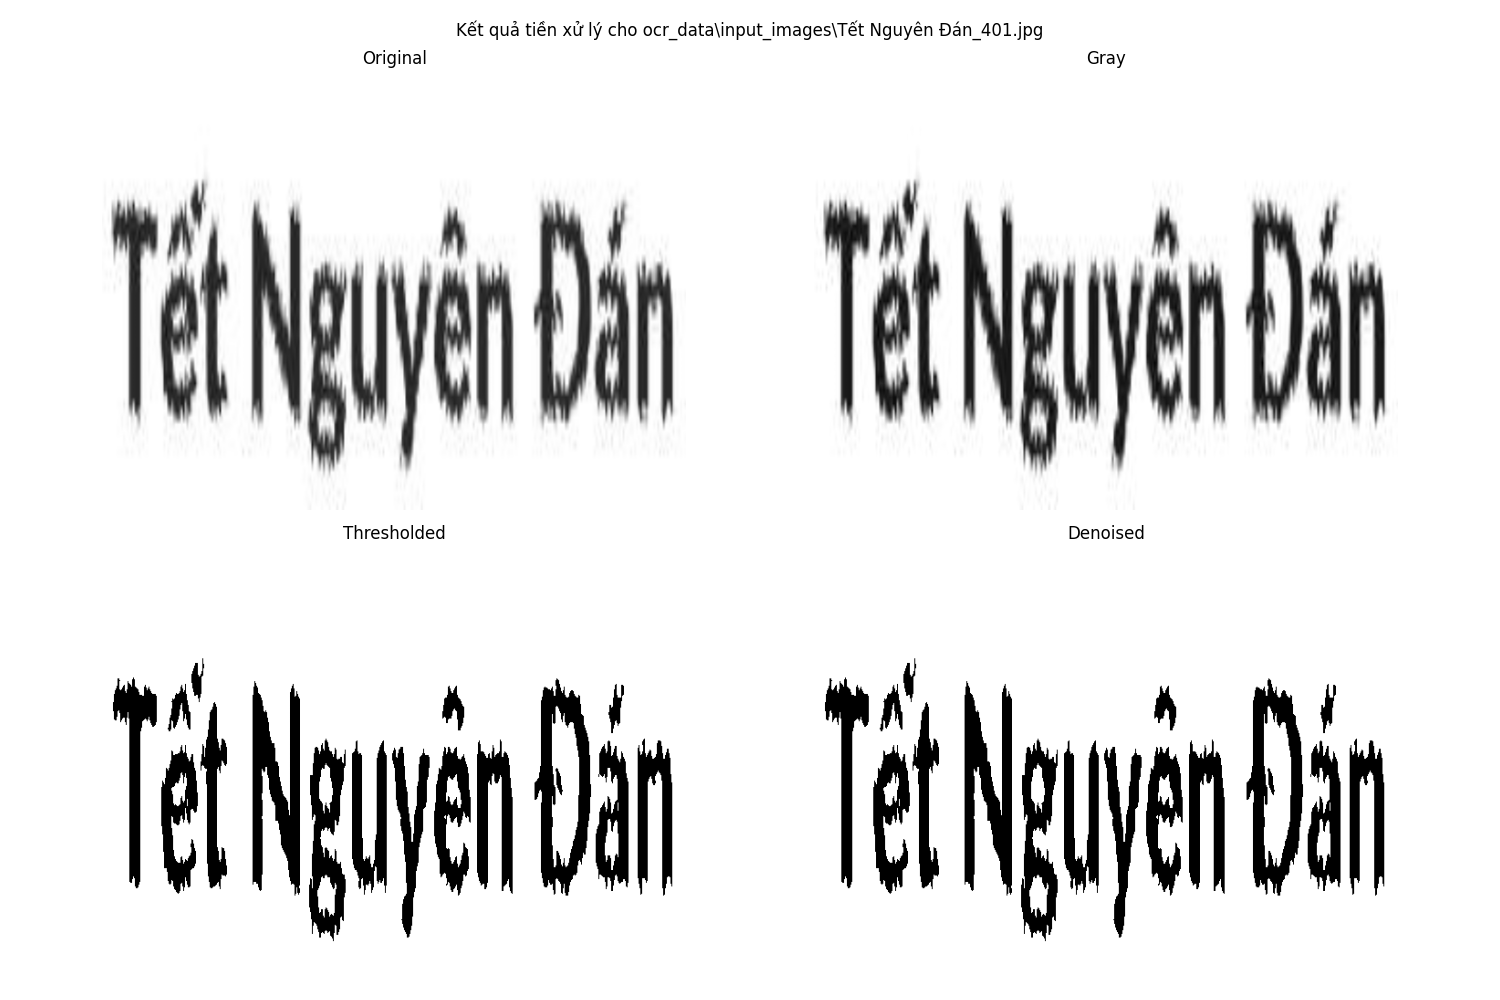 Kết quả tiền xử lý cho ocr_data\input_images\Tết Nguyên Đán_401.jpg
Original
Gray
Tết Nguyên Đán
Tết Nguyên Đán
Thresholded
Denoised
Tết Nguyên Đán
Tết Nguyên Đán